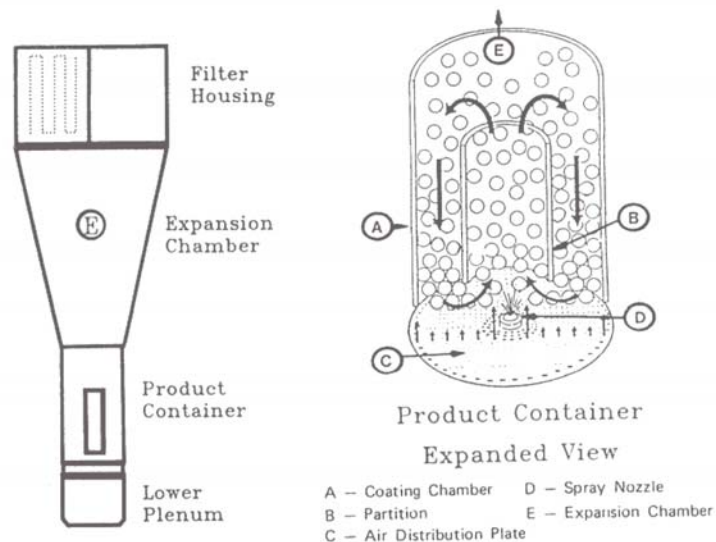 Filter
Housing
E
Expansion
Chamber
Product
Container
Lower
Plenum
E
A
B
D
C
Product Container
Expanded View
A – Coating Chamber
B – Partition
C – Air Distribution Plate
D – Spray Nozzle
E – Expansion Chamber